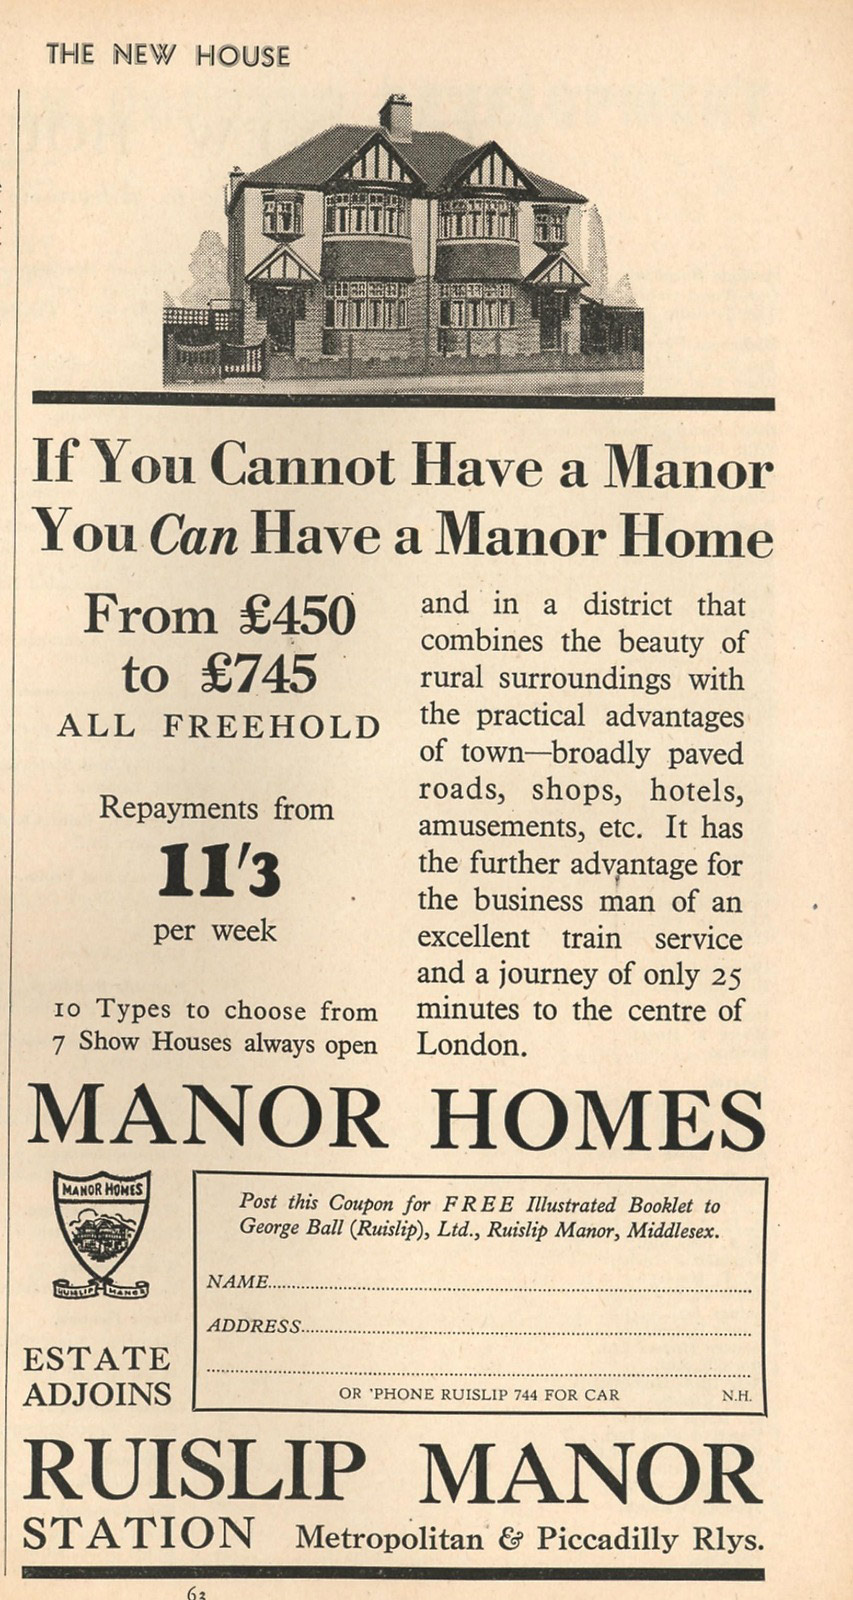 THE NEW HOUSE
If You Cannot Have a Manor
You Can Have a Manor Home
From £450
to £745
ALL FREEHOLD
Repayments from
11'3
per week
10 Types to choose from
7 Show Houses always open
and in a district that
combines the beauty of
rural surroundings with
the practical advantages
of town—broadly paved
roads, shops, hotels,
amusements, etc. It has
the further advantage for
the business man of an
excellent train service
and a journey of only 25
minutes to the centre of
London.
MANOR HOMES
MANOR HOMES
RUISLIP MANOR
ESTATE
ADJOINS
Post this Coupon for FREE Illustrated Booklet to
George Ball (Ruislip), Ltd., Ruislip Manor, Middlesex.
NAME
ADDRESS
OR 'PHONE RUISLIP 744 FOR CAR N.H.
RUISLIP MANOR
STATION Metropolitan & Piccadilly Rlys.
62